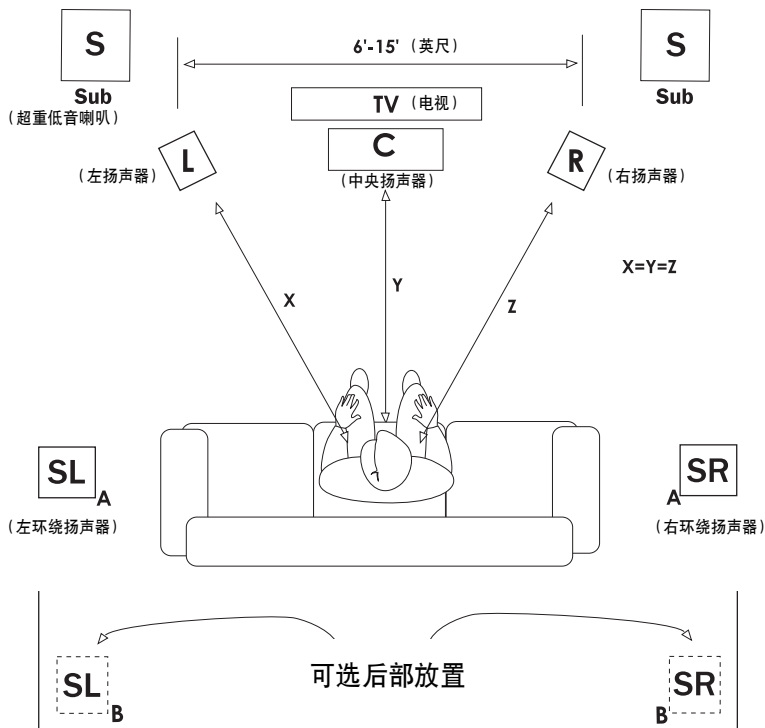 S
6'-15' (英尺)
S
Sub
(超重低音喇叭)
TV (电视)
Sub
L
(左扬声器)
C
(中央扬声器)
R
(右扬声器)
X
Y
Z
X=Y=Z
SL
A
(左环绕扬声器)
SR
A
(右环绕扬声器)
可选后部放置
SL
B
SR
B